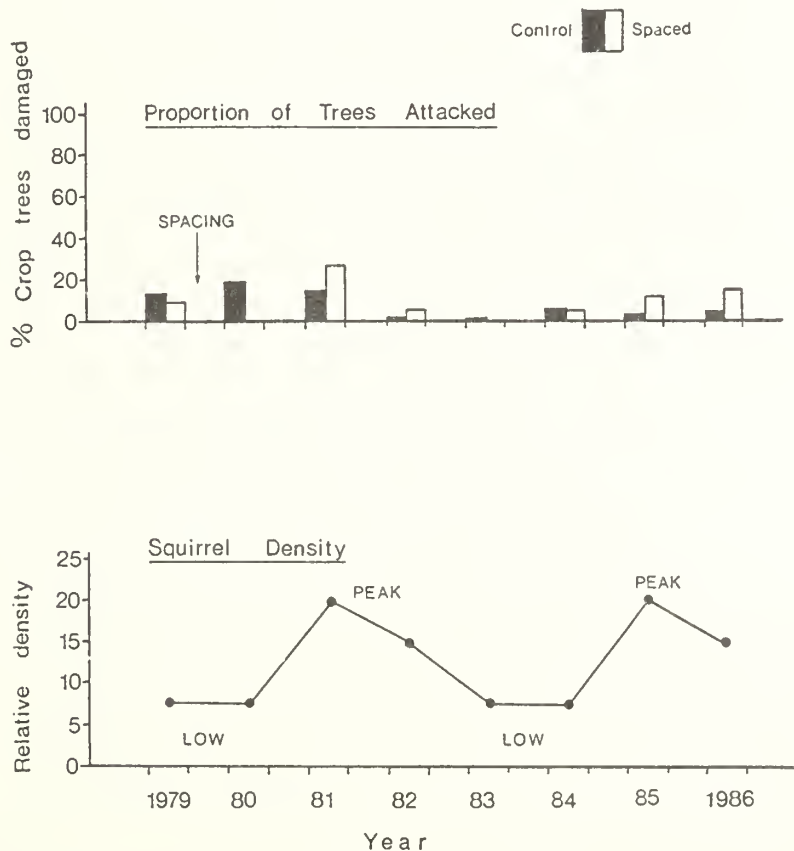 Control Spaced
Proportion of Trees Attacked
% Crop trees damaged
100
80
60
40
20
0
SPACING
Squirrel Density
Relative density
25
20
15
10
5
0
PEAK
PEAK
LOW
LOW
1979 80 81 82 83 84 85 1986
Year